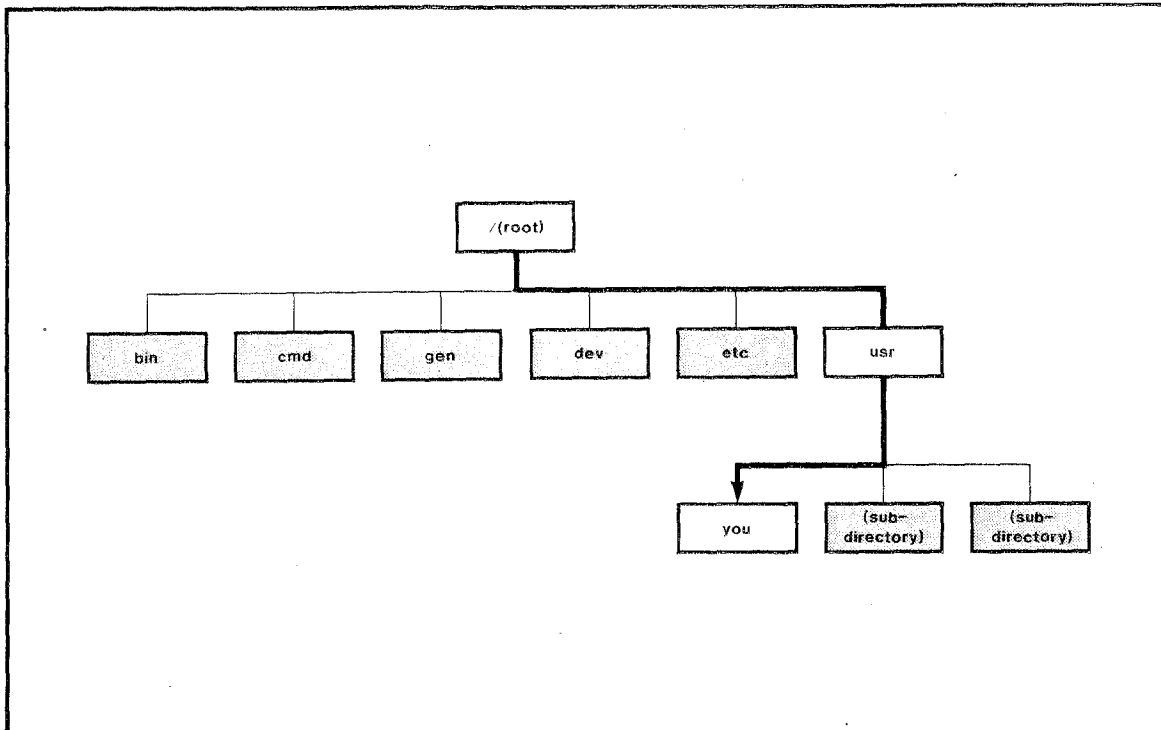 /(root)
bin
cmd
gen
dev
etc
usr
you
(sub-
directory)
(sub-
directory)